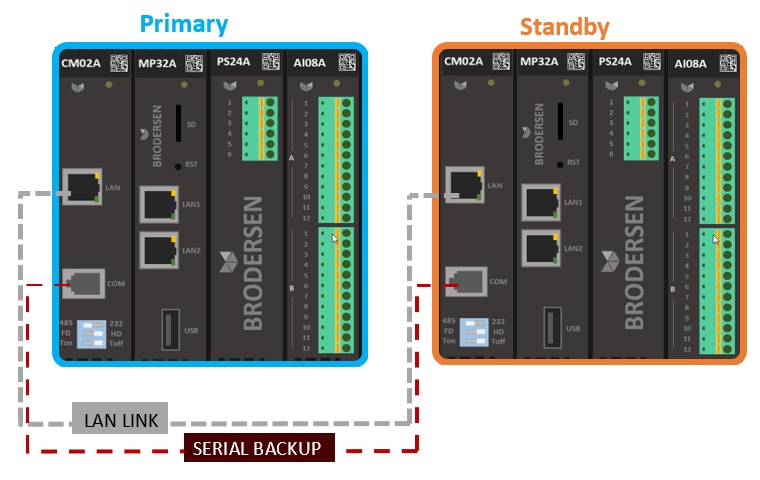 Primary
Standby
CM02A
MP32A
PS24A
AI08A
CM02A
MP32A
PS24A
AI08A
1
2
3
4
5
6
1
2
3
4
5
6
7
8
9
10
11
12
A
SD
BRODERSEN
RST
LAN
LAN1
LAN2
BRODERSEN
1
2
3
4
5
6
7
8
9
10
11
12
B
COM
485 232
FD HD
Ton Toff
USB
1
2
3
4
5
6
1
2
3
4
5
6
7
8
9
10
11
12
A
SD
BRODERSEN
RST
LAN
LAN1
LAN2
BRODERSEN
1
2
3
4
5
6
7
8
9
10
11
12
B
COM
485 232
FD HD
Ton Toff
USB
LAN LINK
SERIAL BACKUP